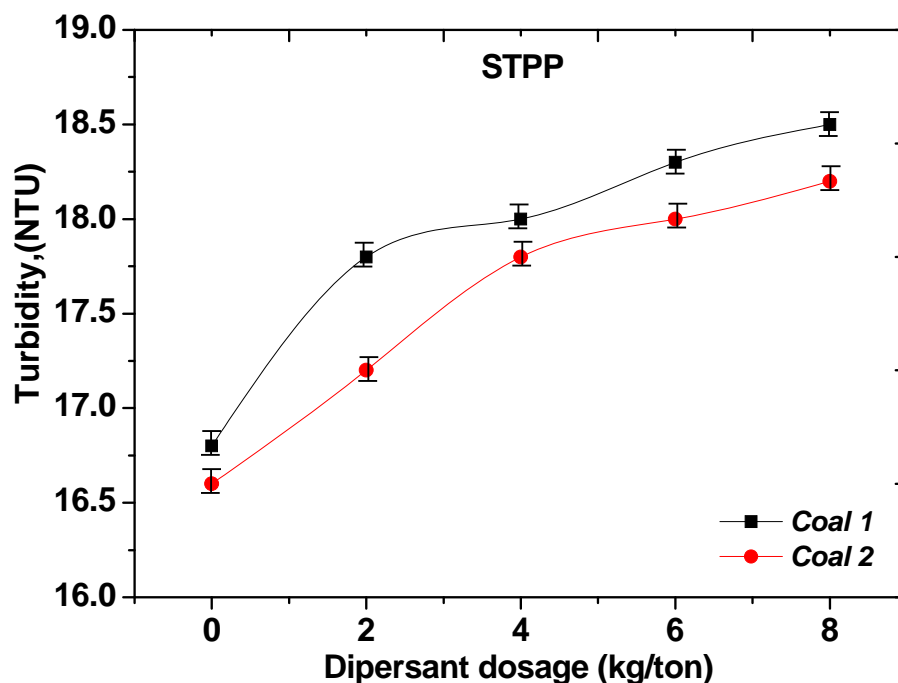 STPP
Turbidity,(NTU)
19.0
18.5
18.0
17.5
17.0
16.5
16.0
Coal 1
Coal 2
0 2 4 6 8
Dipersant dosage (kg/ton)